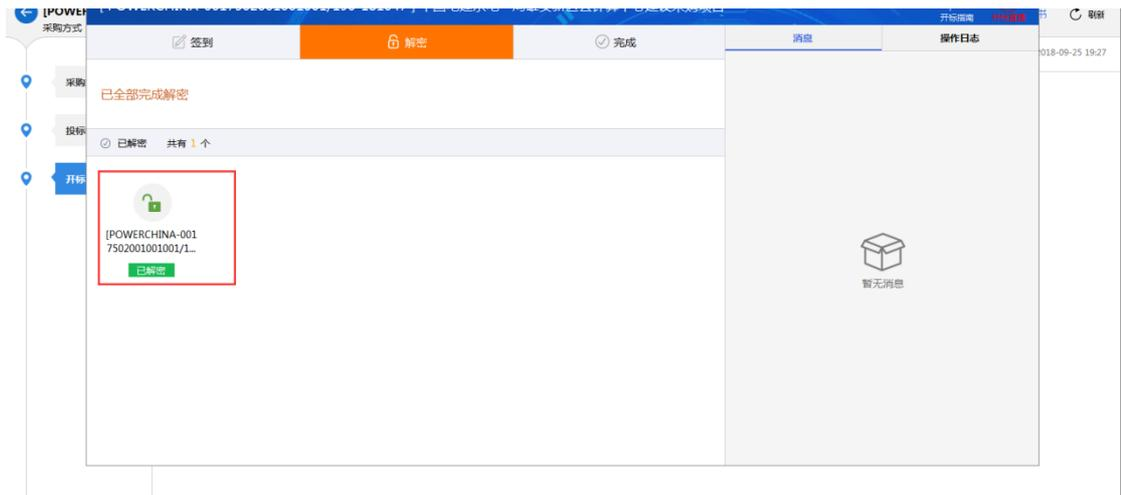 [POWER
采购方式
开标指南
刷新
签到
解密
完成
消息
操作日志
2018-09-25 19:27
采购
已全部完成解密
投标
已解密 共有 1 个
开标
[POWERCHINA-001
7502001001001/1...
已解密
暂无消息